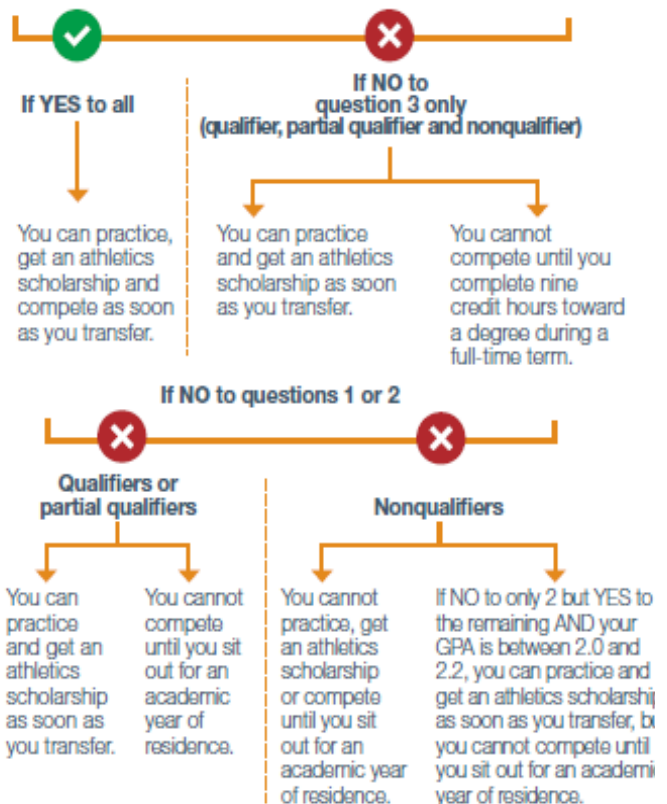 If YES to all
If NO to
question 3 only
(qualifier, partial qualifier and nonqualifier)
You can practice,
get an athletics
scholarship and
compete as soon
as you transfer.
You can practice
and get an athletics
scholarship as soon
as you transfer.
You cannot
compete until you
complete nine
credit hours toward
a degree during a
full-time term.
If NO to questions 1 or 2
Qualifiers or
partial qualifiers
Nonqualifiers
You can
practice
and get an
athletics
scholarship
as soon as
you transfer.
You cannot
compete
until you sit
out for an
academic
year of
residence.
You cannot
practice, get
an athletics
scholarship
or compete
until you sit
out for an
academic year
of residence.
If NO to only 2 but YES to
the remaining AND your
GPA is between 2.0 and
2.2, you can practice and
get an athletics scholarship
as soon as you transfer, bu
you cannot compete until
you sit out for an academic
year of residence.